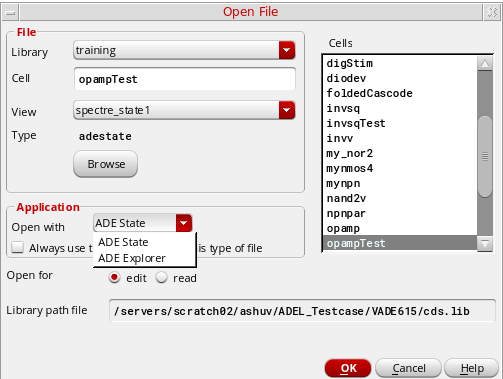 Open File
File
Library training
Cell opampTest
View spectre_state1
Type adestate
Browse
Cells
digStim
diodev
foldedCascode
invsq
invsqTest
invv
my_nor2
mynmos4
mynpn
nand2v
npnpar
opamp
opampTest
Application
Open with ADE State
ADE State
ADE Explorer
Always use t is type of file
Open for edit read
Library path file /servers/scratch02/ashuv/ADEL_Testcase/VADE615/cds.lib
OK Cancel Help